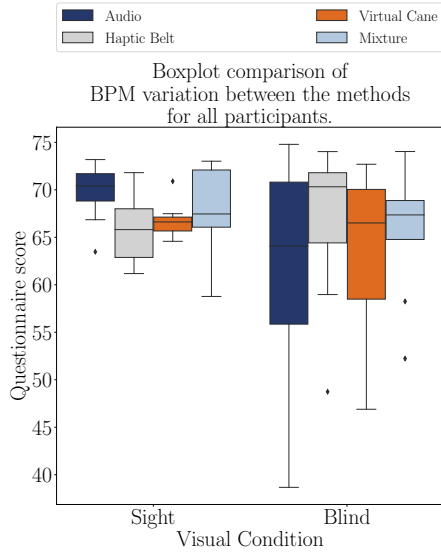 Audio
Haptic Belt
Virtual Cane
Mixture
Boxplot comparison of
BPM variation between the methods
for all participants.
Questionnaire score
75
70
65
60
55
50
45
40
Sight
Blind
Visual Condition